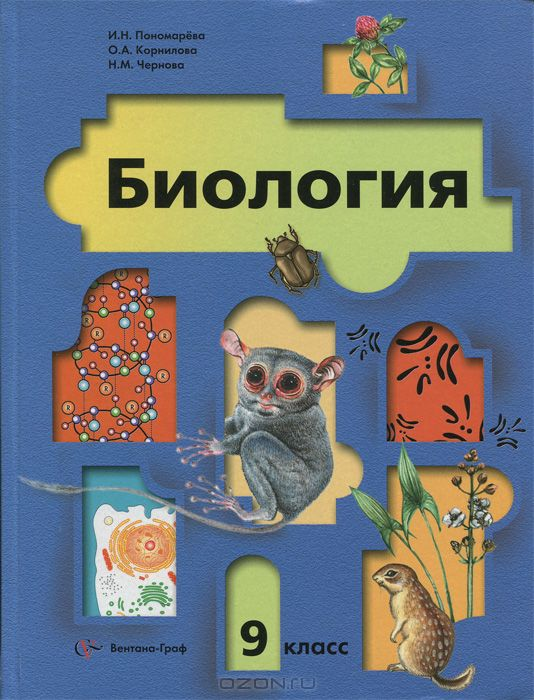 И.Н. Пономарёва
О.А. Корнилова
Н.М. Чернова
Биология
R
R
R
R
R
R
Вентана-Граф
9 класс
OZON.ru